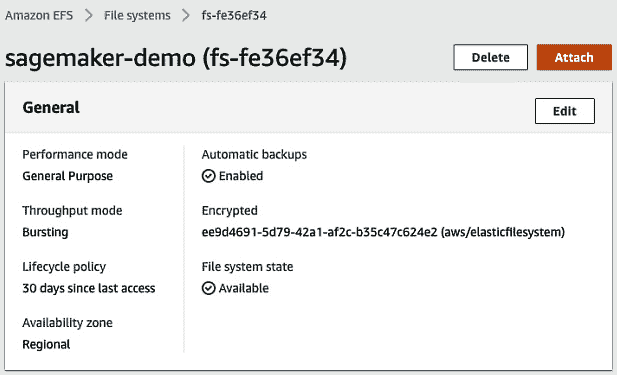 Amazon EFS > File systems > fs-fe36ef34
sagemaker-demo (fs-fe36ef34)
Delete
Attach
General
Edit
Performance mode
General Purpose
Automatic backups
Enabled
Throughput mode
Bursting
Encrypted
ee9d4691-5d79-42a1-af2c-b35c47c624e2 (aws/elasticfilesystem)
Lifecycle policy
30 days since last access
File system state
Available
Availability zone
Regional